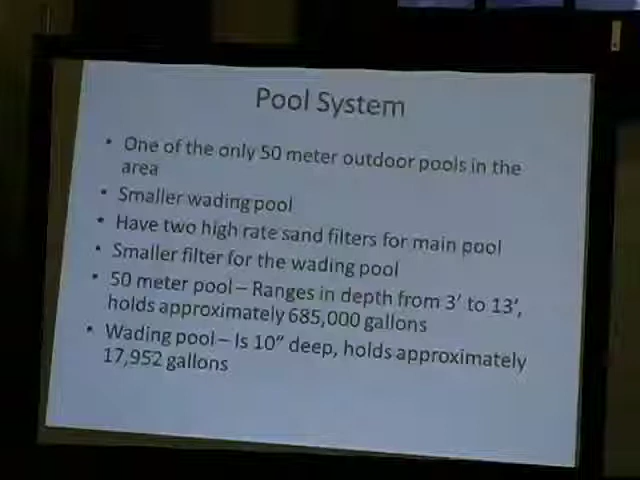 Pool System
• One of the only 50 meter outdoor pools in the
area
• Smaller wading pool
• Have two high rate sand filters for main pool
• Smaller filter for the wading pool
• 50 meter pool – Ranges in depth from 3' to 13',
holds approximately 685,000 gallons
• Wading pool – Is 10" deep, holds approximately
17,952 gallons